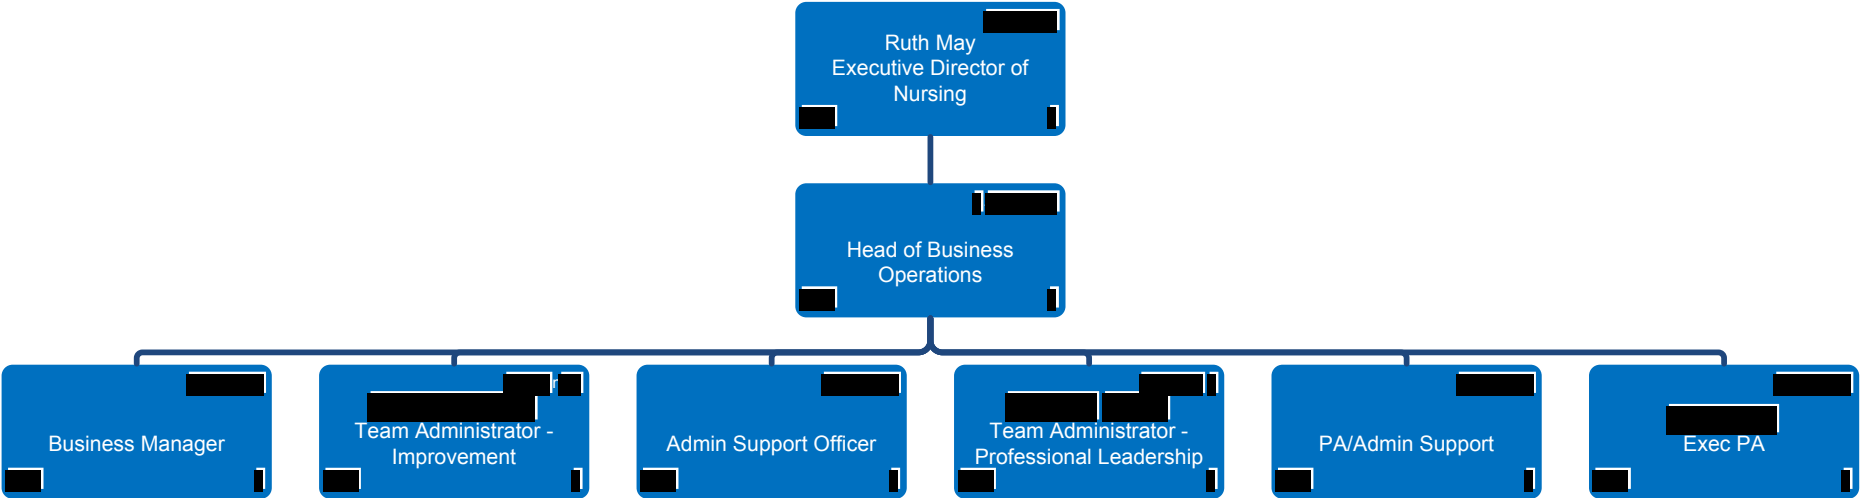 Ruth May
Executive Director of
Nursing
Head of Business
Operations
Business Manager
Team Administrator -
Improvement
Admin Support Officer
Team Administrator -
Professional Leadership
PA/Admin Support
Exec PA